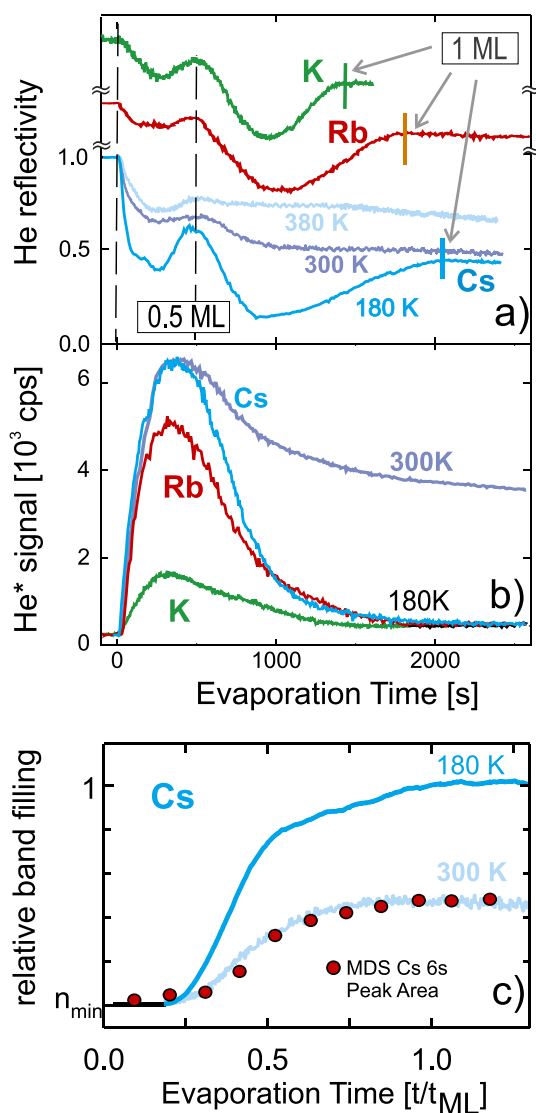 a)
1 ML
K
Rb
He reflectivity
1.0
0.5
0.0
380 K
300 K
180 K
Cs
0.5 ML
b)
He* signal [10³ cps]
6
4
2
0
Cs
Rb
K
300K
180K
0
500
1000
2000
Evaporation Time [s]
Cs
180 K
300 K
relative band filling
1
n_min
MDS Cs 6s
Peak Area
c)
0.0
0.5
1.0
Evaporation Time [t/t_ML]